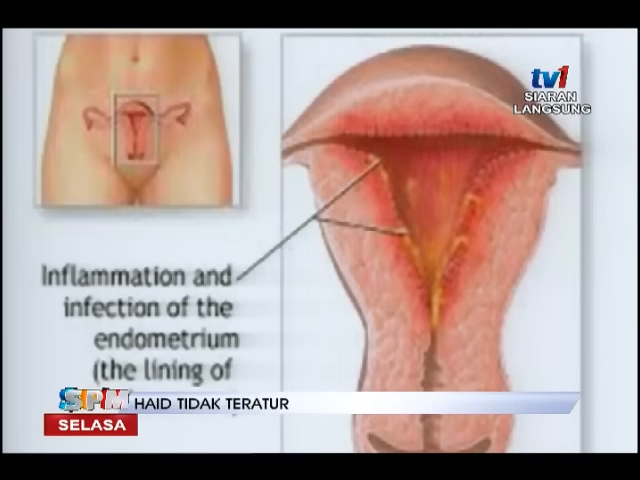 tv1
SIARAN
LANGSUNG
Inflammation and
infection of the
endometrium
(the lining of
SPM HAID TIDAK TERATUR
SELASA